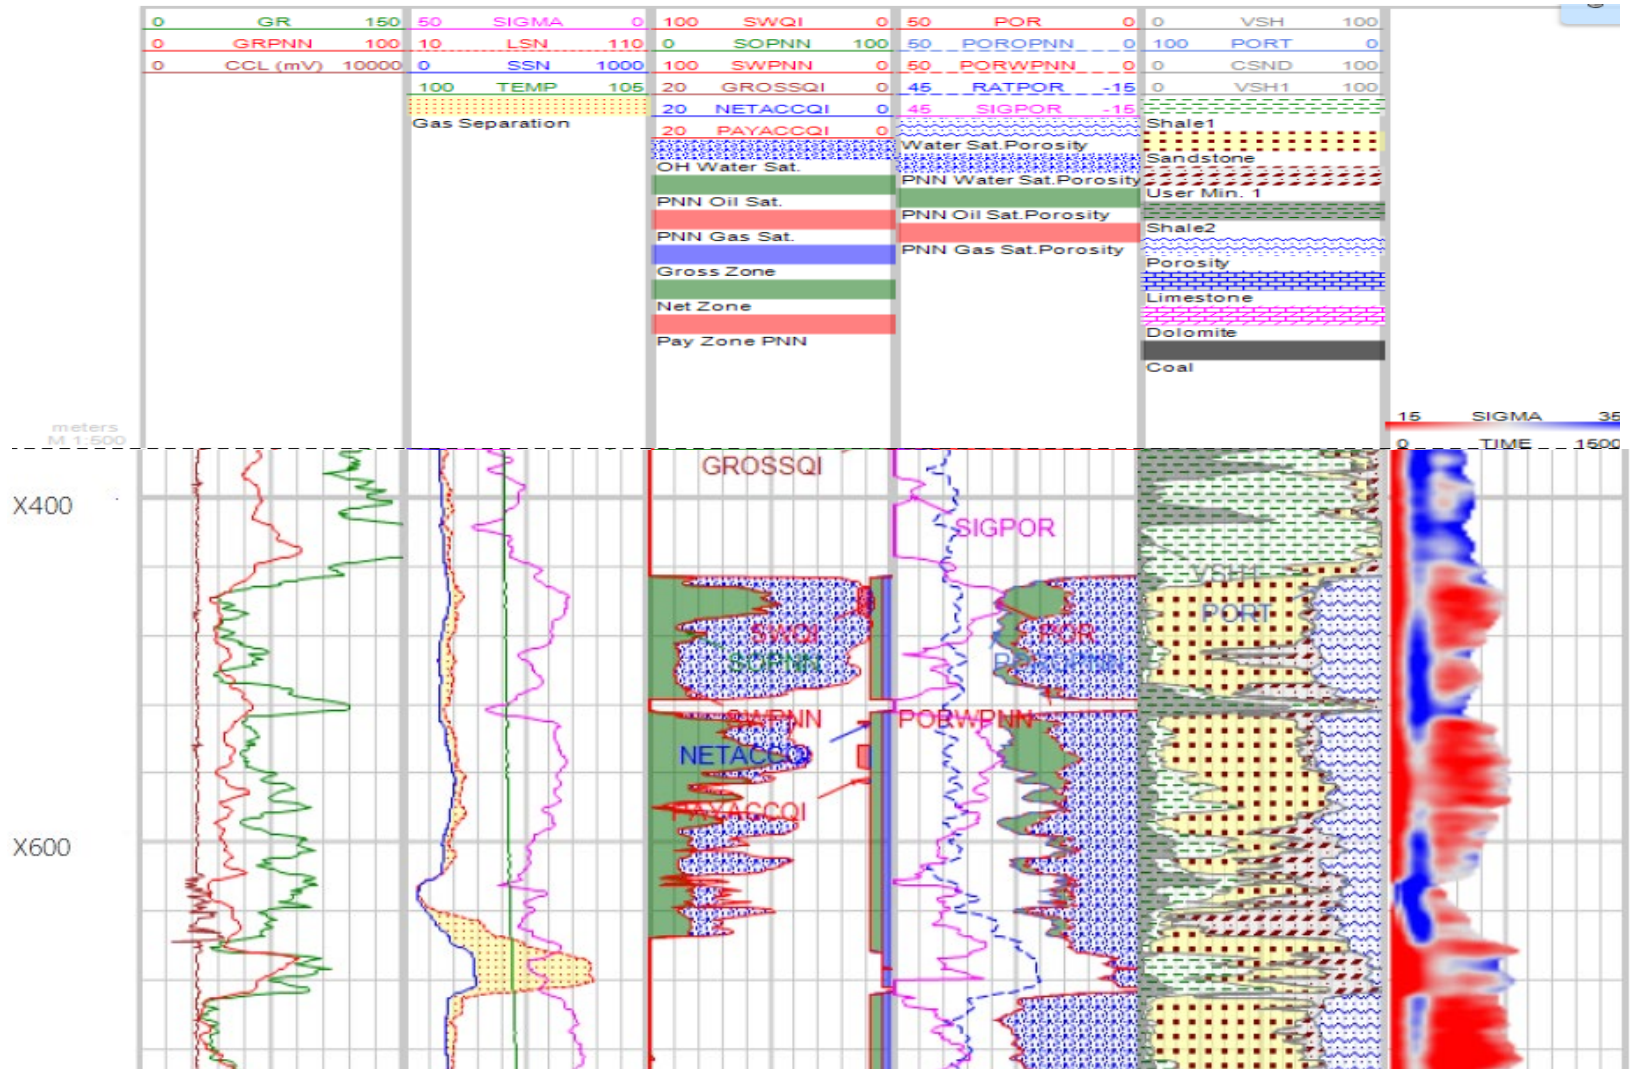 0 GR 150
0 GRPNN 100
0 CCL (mV) 10000
50 SIGMA 0
10 LSN 110
0 SSN 1000
100 TEMP 105
Gas Separation
100 SWQI 0
0 SOPNN 100
100 SWPNN 0
20 GROSSQI 0
20 NETACCQI 0
20 PAYACCQI 0
OH Water Sat.
PNN Oil Sat.
PNN Gas Sat.
Gross Zone
Net Zone
Pay Zone PNN
50 POR 0
50 POROPNN 0
50 PORWPNN 0
45 RATPOR -15
45 SIGPOR -15
Water Sat.Porosity
PNN Water Sat.Porosity
PNN Oil Sat.Porosity
PNN Gas Sat.Porosity
0 VSH 100
100 PORT 0
0 CSND 100
0 VSH1 100
Shale1
Sandstone
User Min. 1
Shale2
Porosity
Limestone
Dolomite
Coal
15 SIGMA 35
0 TIME 1500
meters
M 1:500
GROSSQI
X400
SIGPOR
VSH1
PORT
SWQI
POR
SOPNN
SWPNN
PORWPNN
NETACCQI
PAYACCQI
X600